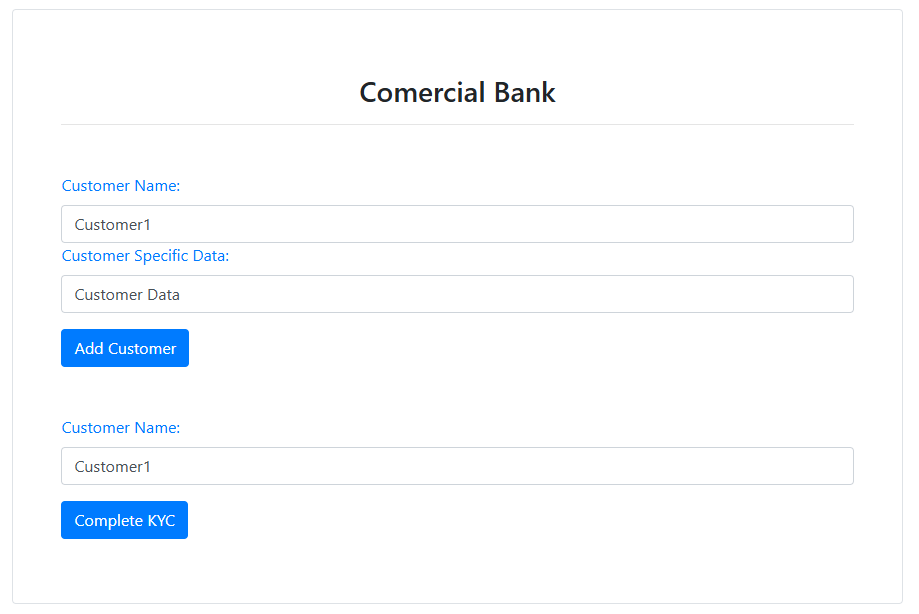 Comercial Bank
Customer Name:
Customer1
Customer Specific Data:
Customer Data
Add Customer
Customer Name:
Customer1
Complete KYC